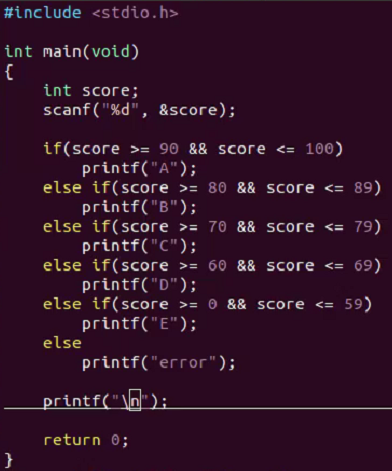 #include <stdio.h>
int main(void)
{
    int score;
    scanf("%d", &score);
    if(score >= 90 && score <= 100)
        printf("A");
    else if(score >= 80 && score <= 89)
        printf("B");
    else if(score >= 70 && score <= 79)
        printf("C");
    else if(score >= 60 && score <= 69)
        printf("D");
    else if(score >= 0 && score <= 59)
        printf("E");
    else
        printf("error");
    printf("\n");
    return 0;
}